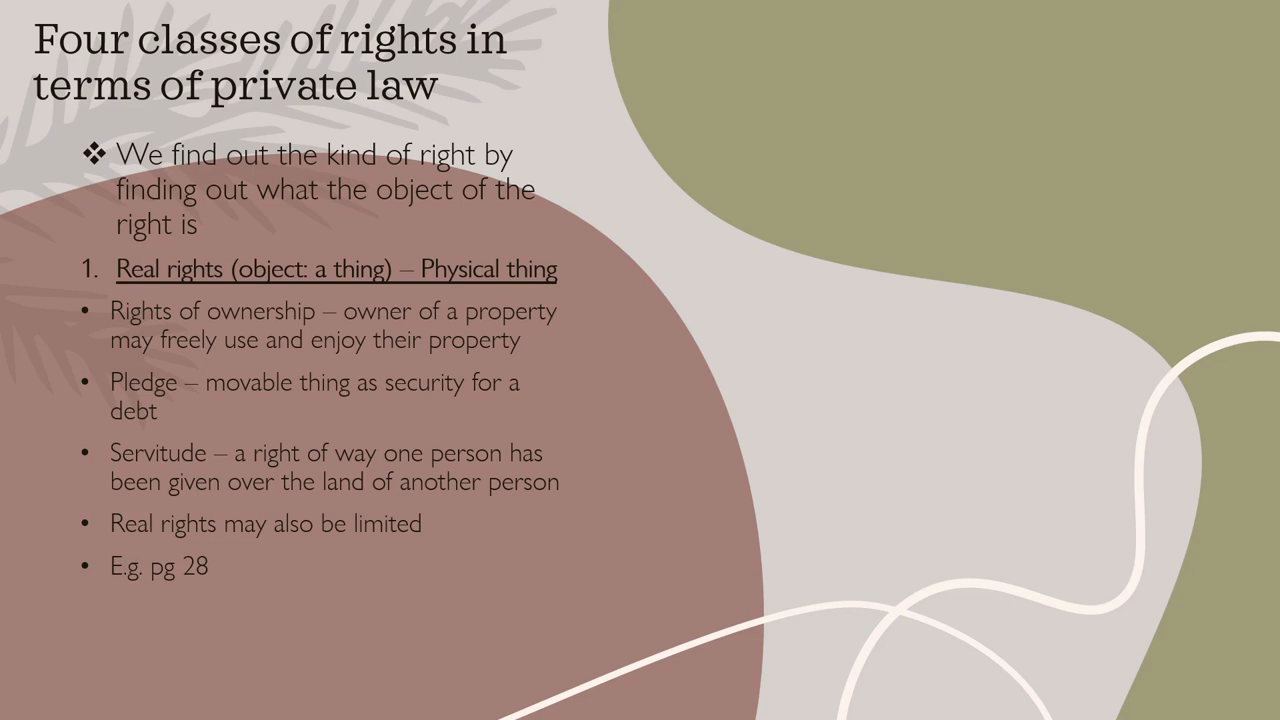 Four classes of rights in
terms of private law
❖ We find out the kind of right by
finding out what the object of the
right is
1. Real rights (object: a thing) – Physical thing
• Rights of ownership – owner of a property
may freely use and enjoy their property
• Pledge – movable thing as security for a
debt
• Servitude – a right of way one person has
been given over the land of another person
• Real rights may also be limited
• E.g. pg 28